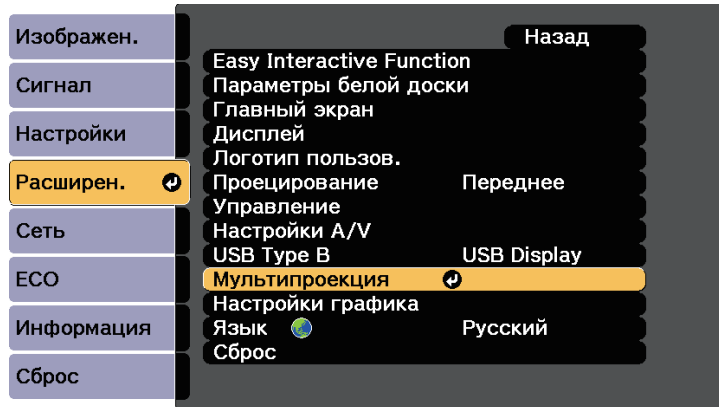 Изображен.
Сигнал
Настройки
Расширен.
Сеть
ECO
Информация
Сброс
Назад
Easy Interactive Function
Параметры белой доски
Главный экран
Дисплей
Логотип пользов.
Проецирование Переднее
Управление
Настройки A/V
USB Type B USB Display
Мультипроекция
Настройки графика
Язык Русский
Сброс